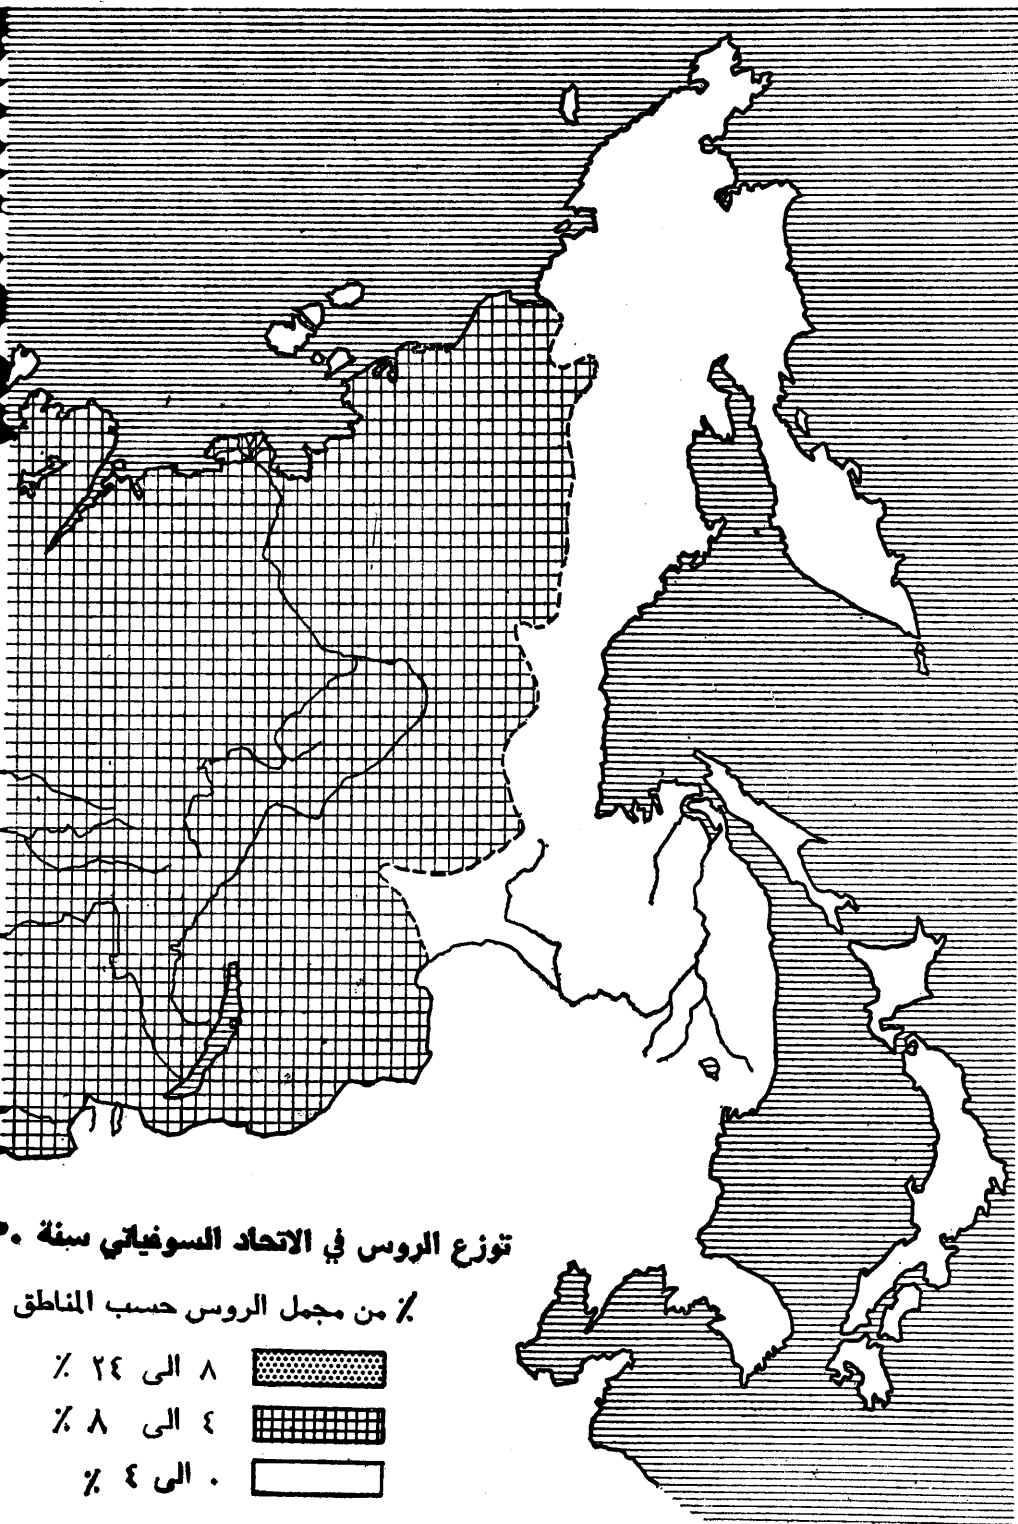 توزع الروس في الاتحاد السوفياتي سنة
٪ من مجمل الروس حسب المناطق
٨ الى ٢٤ ٪
٤ الى ٨ ٪
٠ الى ٤ ٪